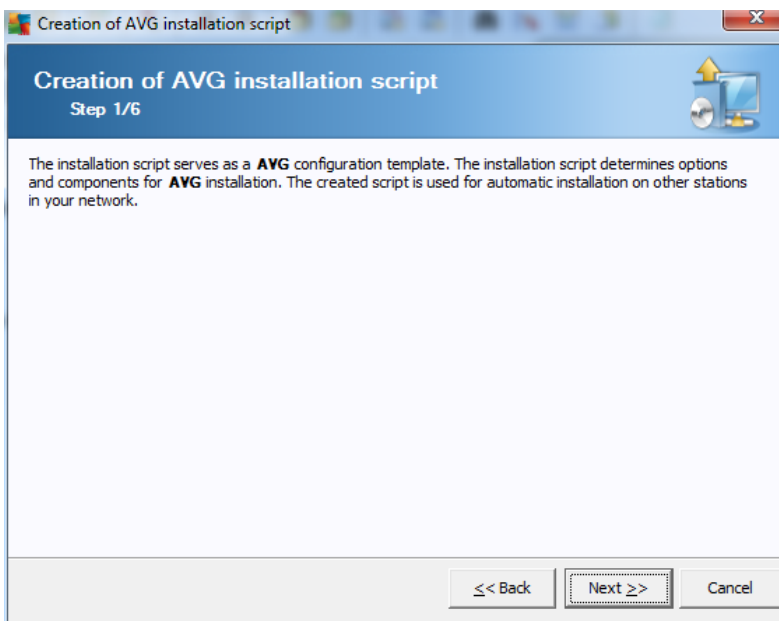 Creation of AVG installation script
Creation of AVG installation script
Step 1/6
The installation script serves as a AVG configuration template. The installation script determines options
and components for AVG installation. The created script is used for automatic installation on other stations
in your network.
<< Back
Next >>
Cancel